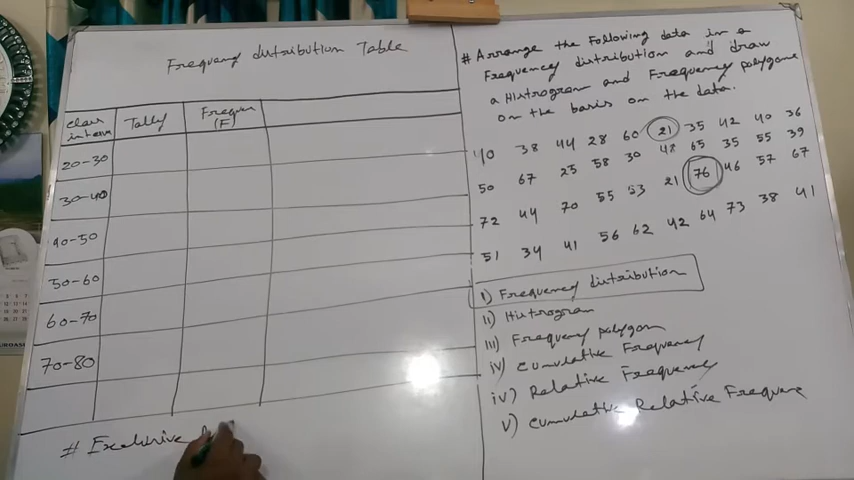 Frequency distribution Table
class interva Tally Frequen (F)
20-30
30-40
40-50
50-60
60-70
70-80
# Exclusive
# Arrange the following data in a
Frequency distribution and draw
a Histrogram and Frequency polygone
on the basis on the data.
40 38 44 28 60 21 35 42 40 36
50 67 25 58 30 48 65 35 55 39
72 44 70 55 53 21 76 46 57 67
51 34 41 56 62 42 64 73 38 41
i) Frequency distribution
ii) Histrogram
iii) Frequency polygon
iv) Cumulative Frequency
iv) Relative Frequency
v) Cumulative Relative Frequenc